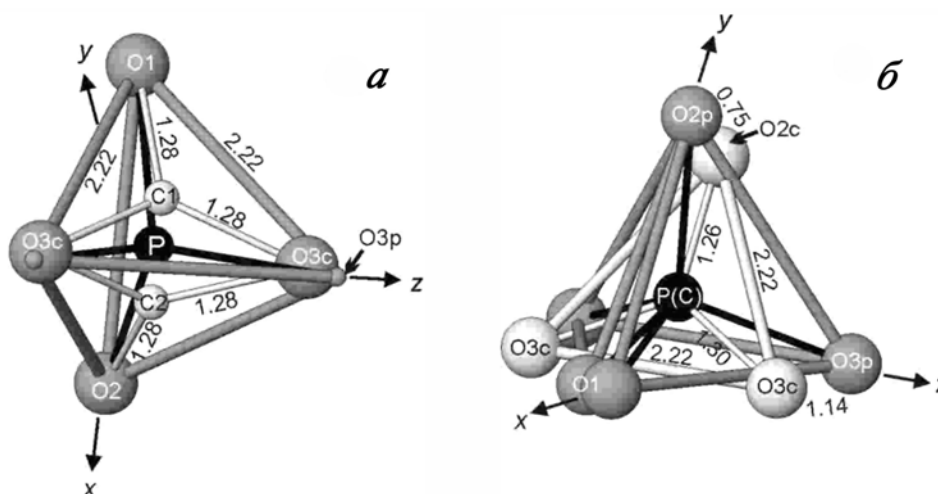 а
y
O1
1.28
2.22
2.22
C1
1.28
O3c
P
O3c
O3p
z
C2
1.28
1.28
O2
x
б
y
0.75
O2p
O2c
1.26
2.22
P(C)
O3c
1.30
2.22
O3p
O1
O3c
x
1.14